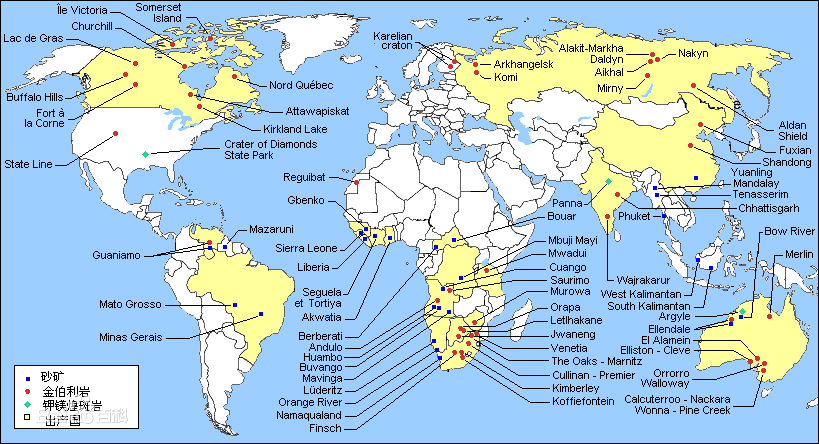 Île Victoria
Somerset
Island
Churchill
Lac de Gras
Buffalo Hills
Fort à
la Corne
State Line
Nord Québec
Attawapiskat
Kirkland Lake
Crater of Diamonds
State Park
Karelian
craton
Arkhangelsk
Komi
Alakit-Markha
Daldyn
Nakyn
Aikhal
Mirny
Aldan
Shield
Fuxian
Shandong
Yuanling
Mandalay
Tenasserim
Panna
Chhattisgarh
Phuket
Wajrakarur
West Kalimantan
South Kalimantan
Bow River
Merlin
Argyle
Ellendale
El Alamein
Elliston - Cleve
Orrorro
Walloway
Calcuterroo - Nackara
Wonna - Pine Creek
Reguibat
Gbenko
Sierra Leone
Liberia
Seguela
et Tortiya
Akwatia
Berberati
Andulo
Huambo
Buvango
Mavinga
Lüderitz
Orange River
Namaqualand
Finsch
Bouar
Mbuji Mayi
Mwadui
Cuango
Saurimo
Murowa
Orapa
Letlhakane
Jwaneng
Venetia
The Oaks - Marnitz
Cullinan - Premier
Kimberley
Koffiefontein
Mazaruni
Guaniamo
Mato Grosso
Minas Gerais
砂矿
金伯利岩
钾镁煌斑岩
出产国